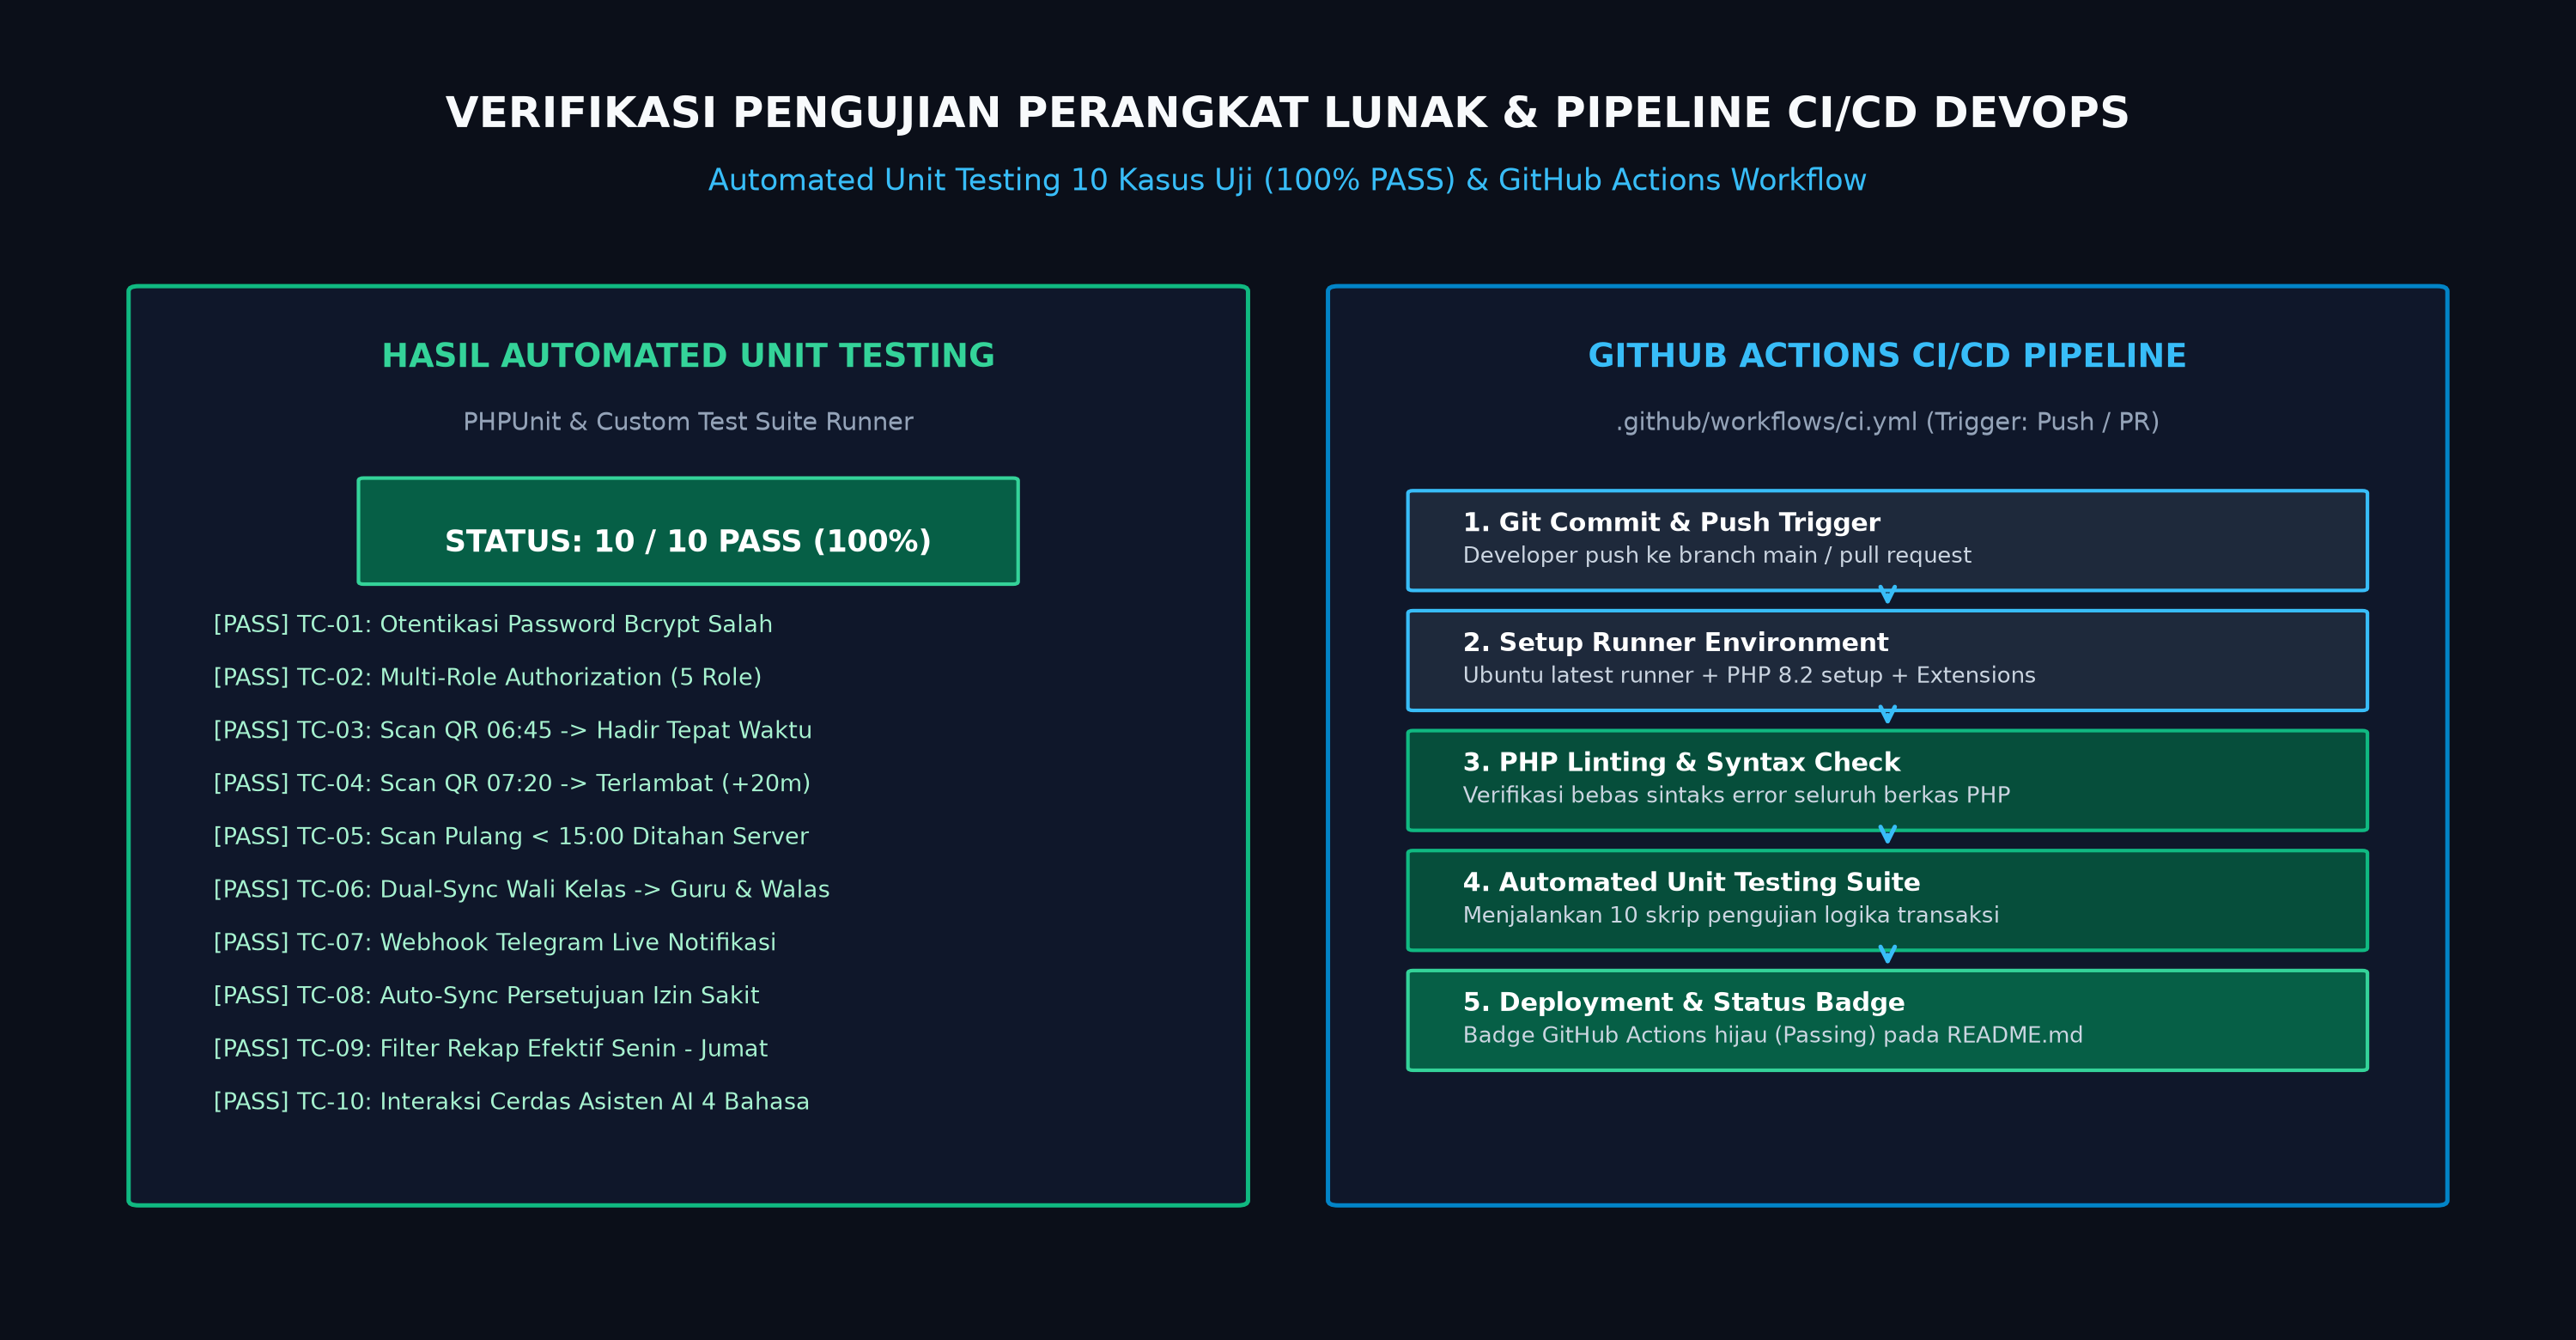 VERIFIKASI PENGUJIAN PERANGKAT LUNAK & PIPELINE CI/CD DEVOPS
Automated Unit Testing 10 Kasus Uji (100% PASS) & GitHub Actions Workflow
HASIL AUTOMATED UNIT TESTING
PHPUnit & Custom Test Suite Runner
STATUS: 10 / 10 PASS (100%)
[PASS] TC-01: Otentikasi Password Bcrypt Salah
[PASS] TC-02: Multi-Role Authorization (5 Role)
[PASS] TC-03: Scan QR 06:45 -> Hadir Tepat Waktu
[PASS] TC-04: Scan QR 07:20 -> Terlambat (+20m)
[PASS] TC-05: Scan Pulang < 15:00 Ditahan Server
[PASS] TC-06: Dual-Sync Wali Kelas -> Guru & Walas
[PASS] TC-07: Webhook Telegram Live Notifikasi
[PASS] TC-08: Auto-Sync Persetujuan Izin Sakit
[PASS] TC-09: Filter Rekap Efektif Senin - Jumat
[PASS] TC-10: Interaksi Cerdas Asisten AI 4 Bahasa
GITHUB ACTIONS CI/CD PIPELINE
.github/workflows/ci.yml (Trigger: Push / PR)
1. Git Commit & Push Trigger
Developer push ke branch main / pull request
2. Setup Runner Environment
Ubuntu latest runner + PHP 8.2 setup + Extensions
3. PHP Linting & Syntax Check
Verifikasi bebas sintaks error seluruh berkas PHP
4. Automated Unit Testing Suite
Menjalankan 10 skrip pengujian logika transaksi
5. Deployment & Status Badge
Badge GitHub Actions hijau (Passing) pada README.md